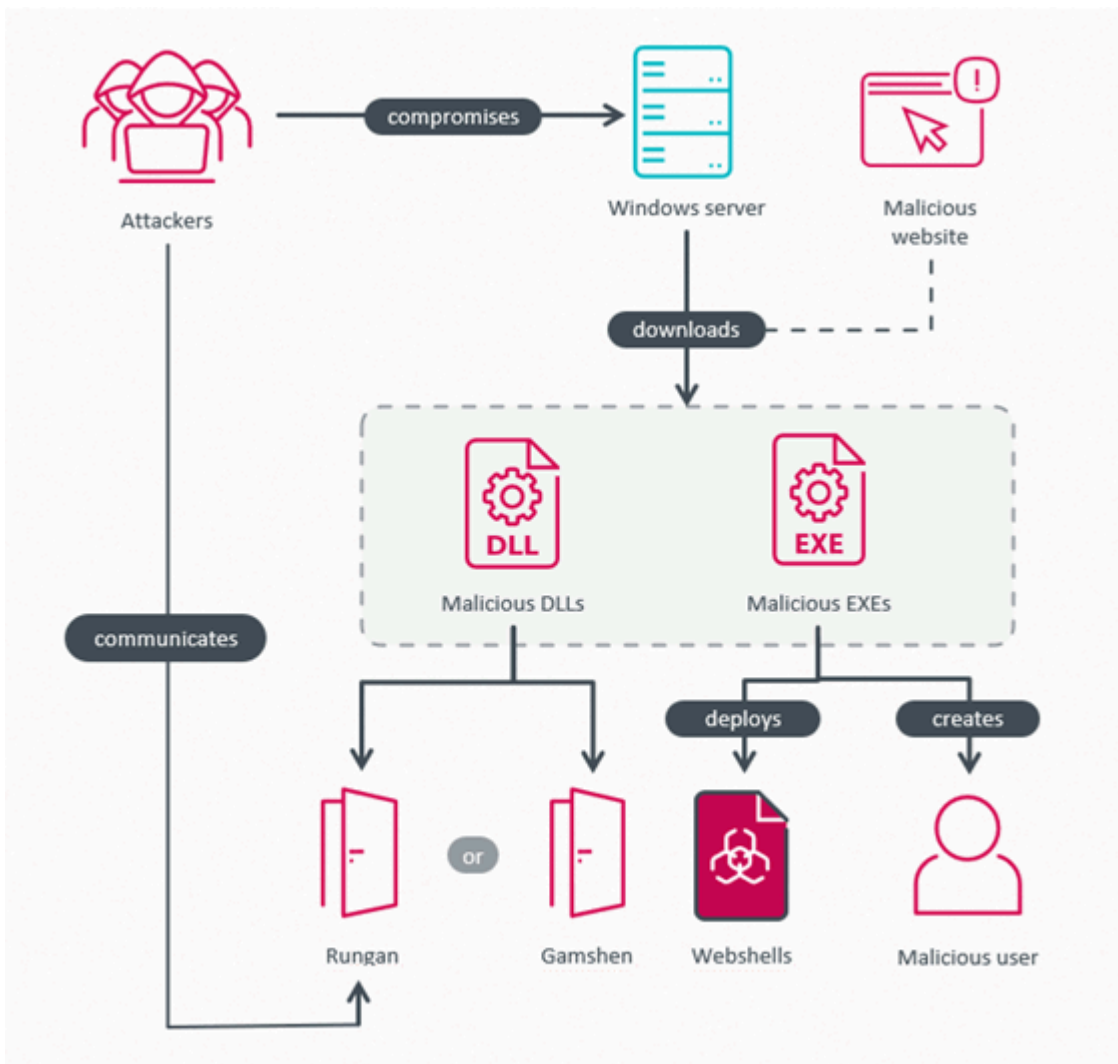 compromises
Attackers
Windows server
Malicious
website
!
downloads
DLL
EXE
Malicious DLLs
Malicious EXEs
communicates
deploys
creates
or
Rungan
Gamshen
Webshells
Malicious user